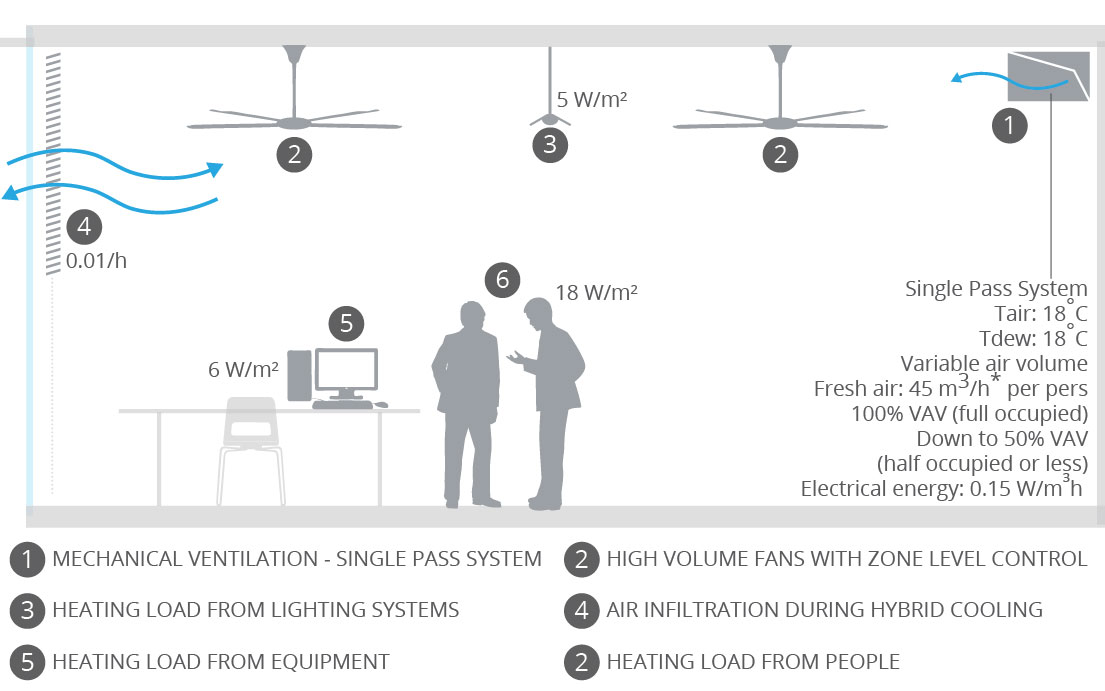 5 W/m²
2
3
2
1
4
0.01/h
6
18 W/m²
5
6 W/m²
Single Pass System
Tair: 18°C
Tdew: 18°C
Variable air volume
Fresh air: 45 m³/h* per pers
100% VAV (full occupied)
Down to 50% VAV
(half occupied or less)
Electrical energy: 0.15 W/m³h
1 MECHANICAL VENTILATION - SINGLE PASS SYSTEM
2 HIGH VOLUME FANS WITH ZONE LEVEL CONTROL
3 HEATING LOAD FROM LIGHTING SYSTEMS
4 AIR INFILTRATION DURING HYBRID COOLING
5 HEATING LOAD FROM EQUIPMENT
2 HEATING LOAD FROM PEOPLE